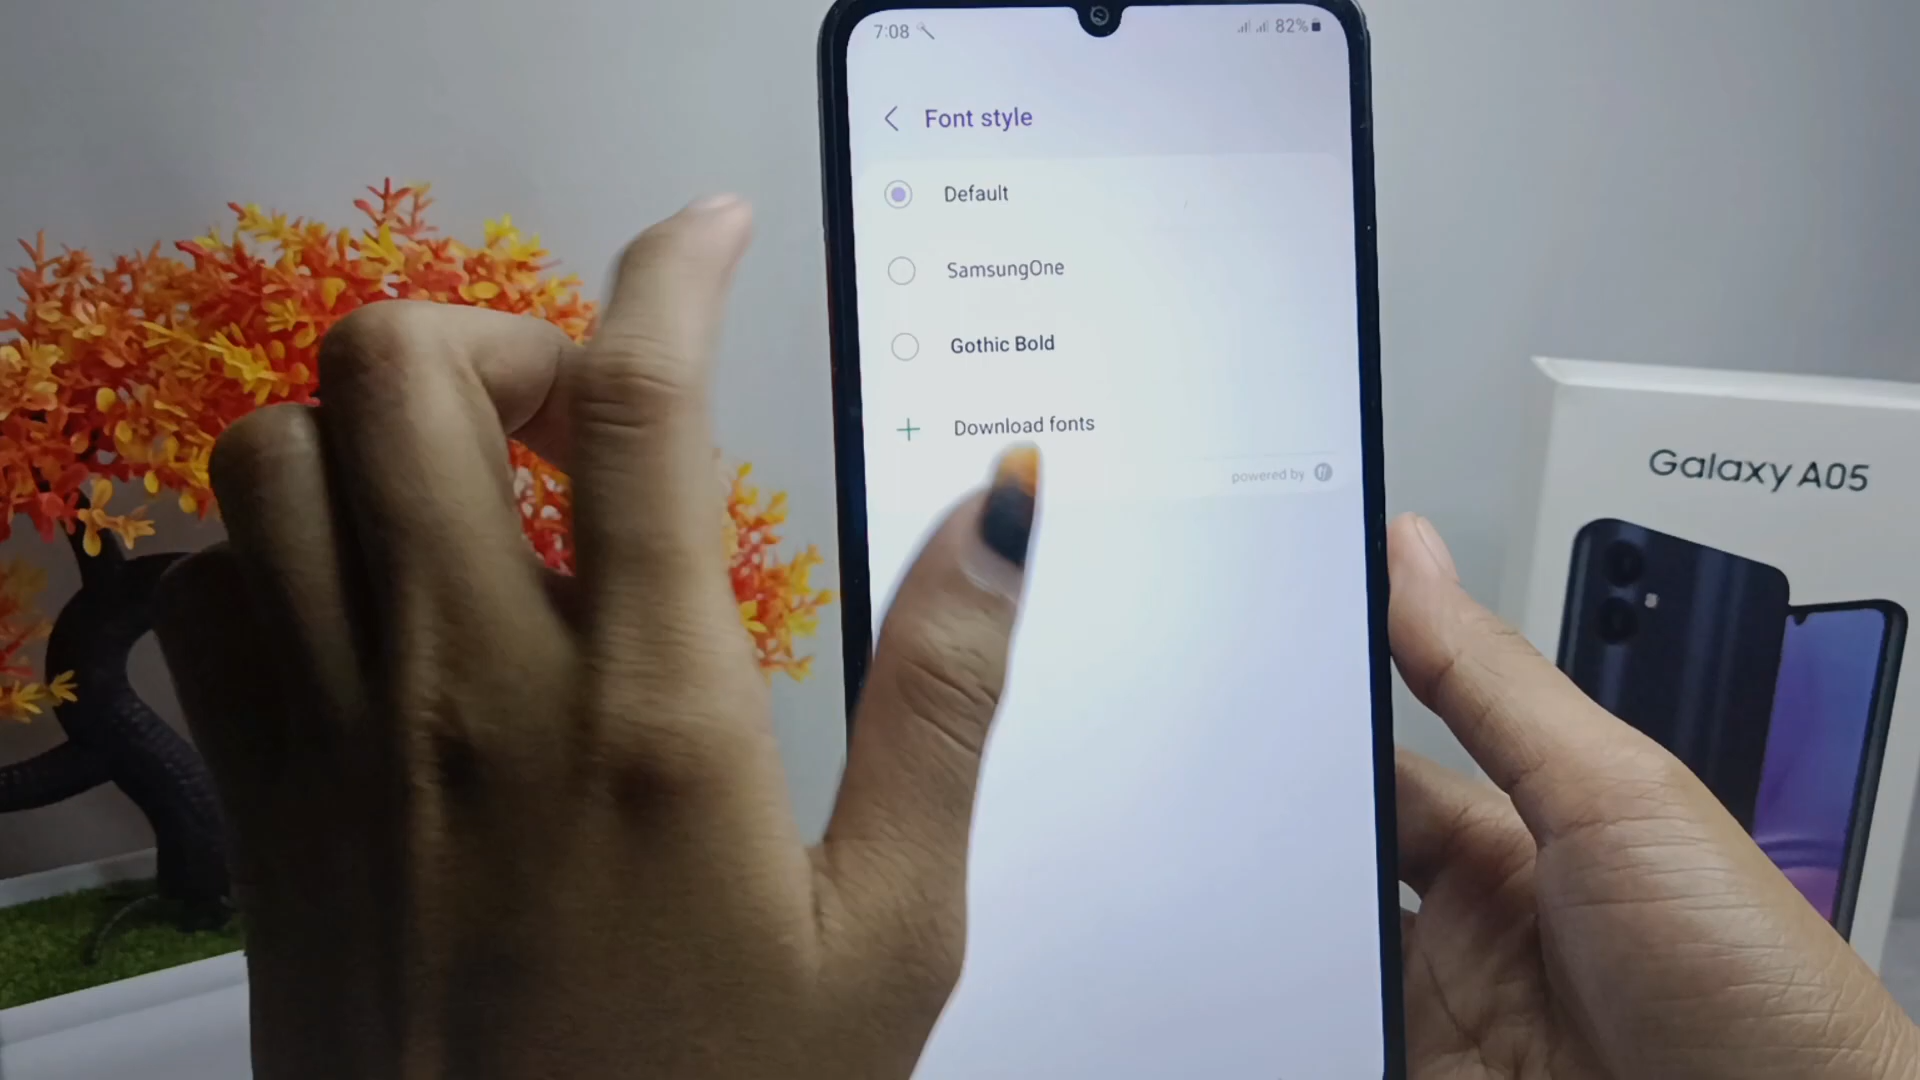 7:08
82%
Font style
Default
SamsungOne
Gothic Bold
Download fonts
powered by
Galaxy A05